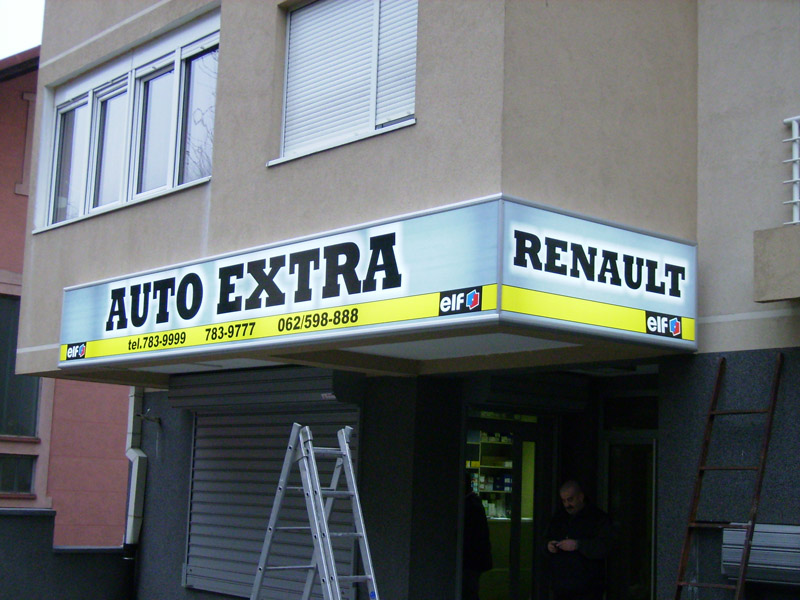 AUTO EXTRA
tel.783-9999 783-9777 062/598-888
elf
elf
RENAULT
elf